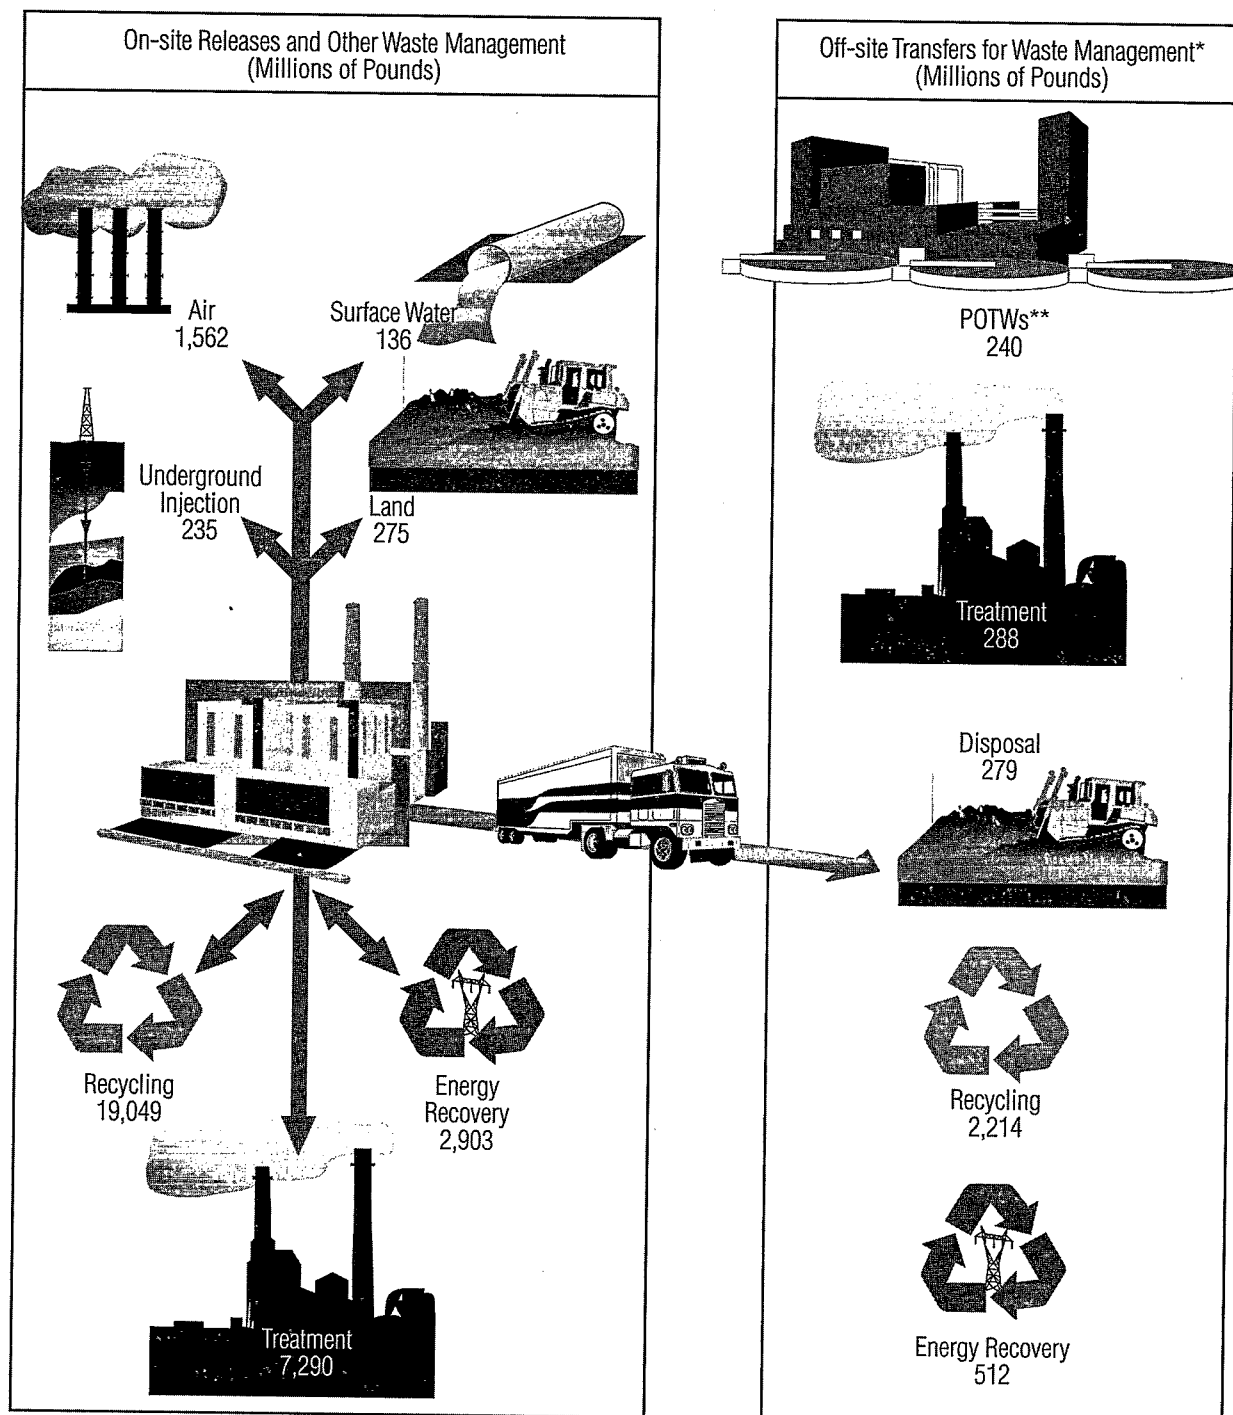 On-site Releases and Other Waste Management
(Millions of Pounds)
Air
1,562
Surface Water
136
Underground
Injection
235
Land
275
Recycling
19,049
Energy
Recovery
2,903
Treatment
7,290
Off-site Transfers for Waste Management*
(Millions of Pounds)
POTWs**
240
Treatment
288
Disposal
279
Recycling
2,214
Energy Recovery
512